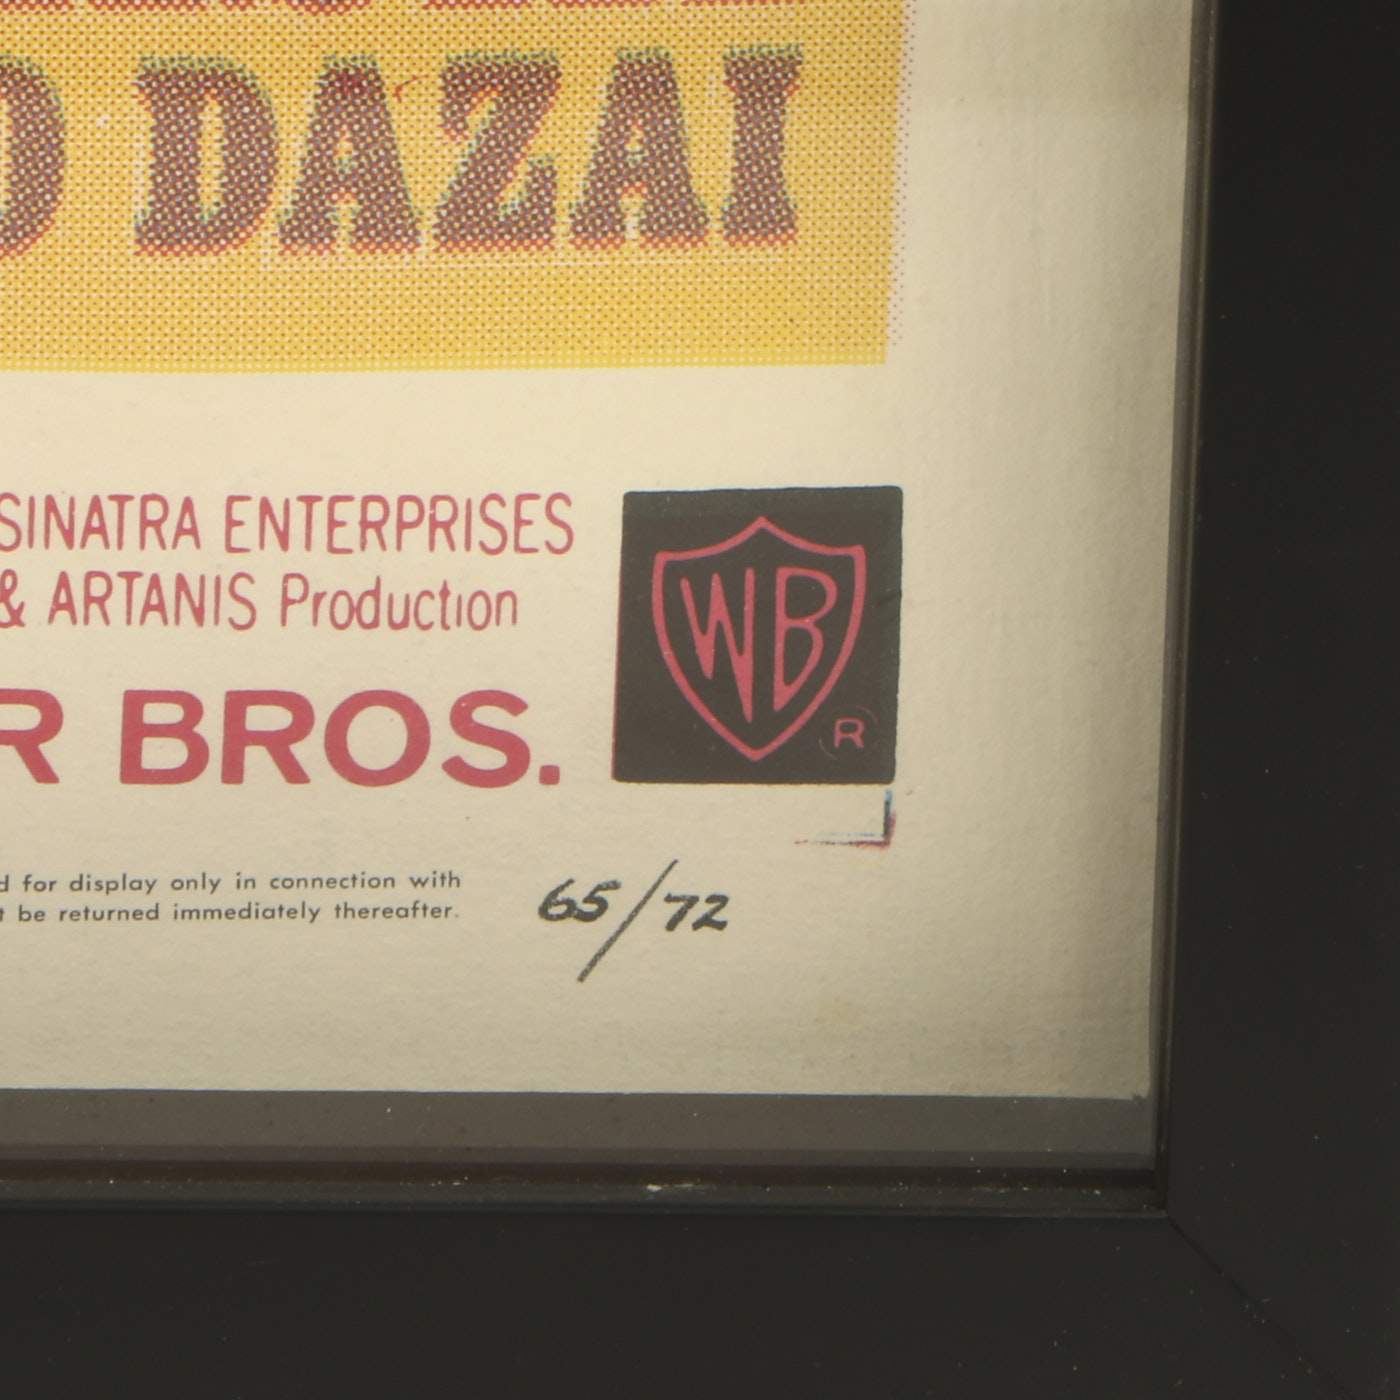 DAZAI
SINATRA ENTERPRISES
& ARTANIS Production
WB
R
R BROS.
for display only in connection with
be returned immediately thereafter.
65/72